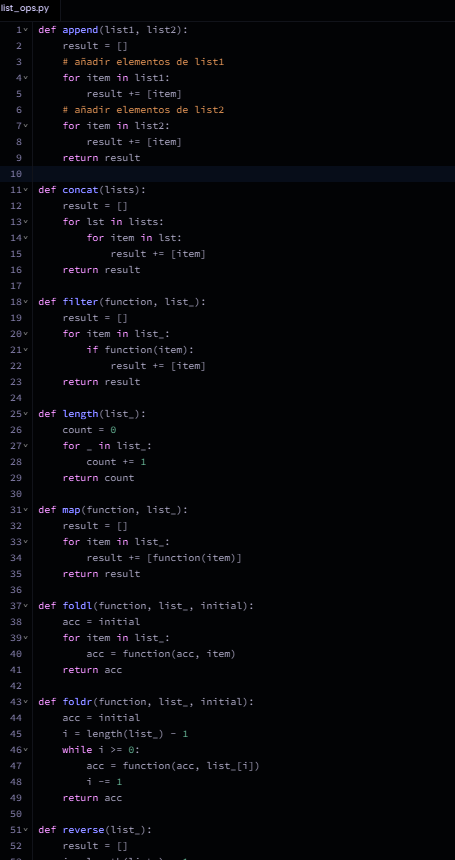 list_ops.py
1 def append(list1, list2):
2     result = []
3     # añadir elementos de list1
4     for item in list1:
5         result += [item]
6     # añadir elementos de list2
7     for item in list2:
8         result += [item]
9     return result
10
11 def concat(lists):
12     result = []
13     for lst in lists:
14         for item in lst:
15             result += [item]
16     return result
17
18 def filter(function, list_):
19     result = []
20     for item in list_:
21         if function(item):
22             result += [item]
23     return result
24
25 def length(list_):
26     count = 0
27     for _ in list_:
28         count += 1
29     return count
30
31 def map(function, list_):
32     result = []
33     for item in list_:
34         result += [function(item)]
35     return result
36
37 def foldl(function, list_, initial):
38     acc = initial
39     for item in list_:
40         acc = function(acc, item)
41     return acc
42
43 def foldr(function, list_, initial):
44     acc = initial
45     i = length(list_) - 1
46     while i >= 0:
47         acc = function(acc, list_[i])
48         i -= 1
49     return acc
50
51 def reverse(list_):
52     result = []